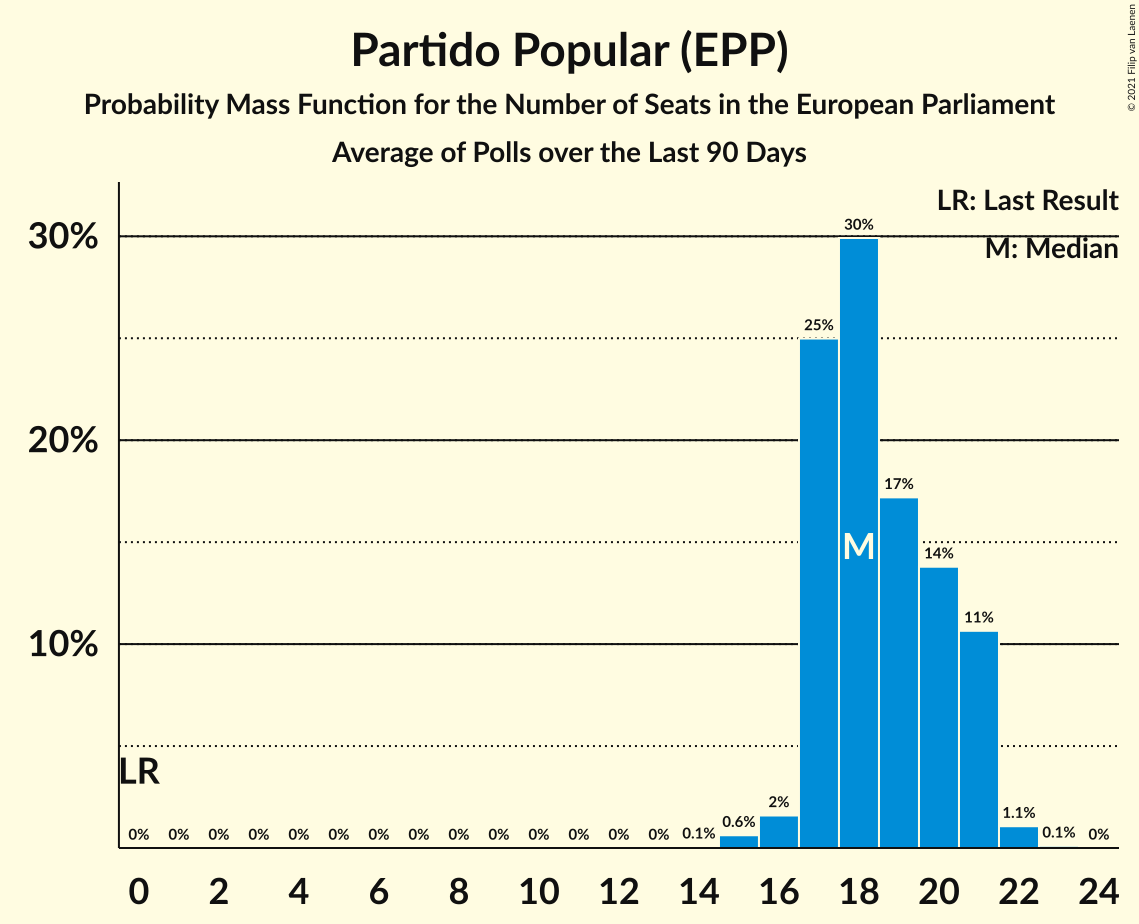 Partido Popular (EPP)
Probability Mass Function for the Number of Seats in the European Parliament
Average of Polls over the Last 90 Days
© 2021 Filip van Laenen
LR: Last Result
M: Median
30%
20%
10%
30%
25%
17%
M
14%
11%
LR
0% 0% 0% 0% 0% 0% 0% 0% 0% 0% 0% 0% 0% 0% 0.1% 0.6% 2% 1.1% 0.1% 0%
0 2 4 6 8 10 12 14 16 18 20 22 24